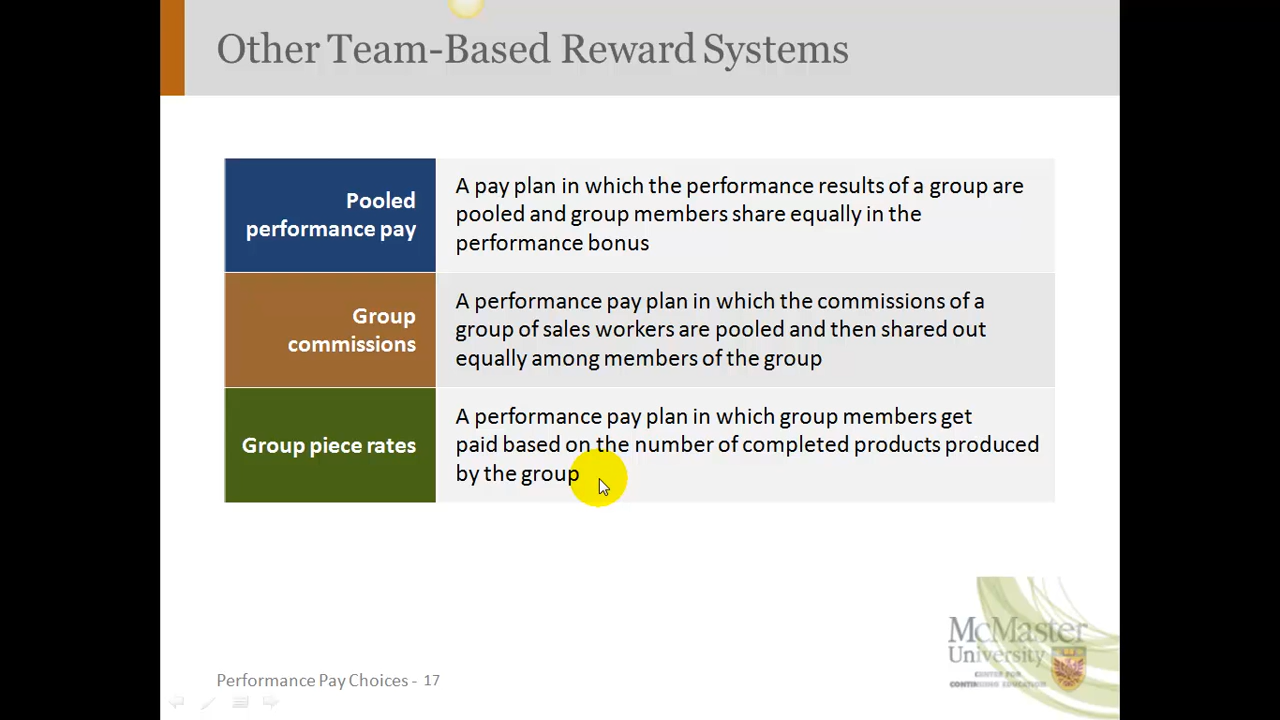 Other Team-Based Reward Systems
Pooled
performance pay
A pay plan in which the performance results of a group are
pooled and group members share equally in the
performance bonus
Group
commissions
A performance pay plan in which the commissions of a
group of sales workers are pooled and then shared out
equally among members of the group
Group piece rates
A performance pay plan in which group members get
paid based on the number of completed products produced
by the group
McMaster
University
CENTER FOR
CONTINUING EDUCATION
Performance Pay Choices - 17